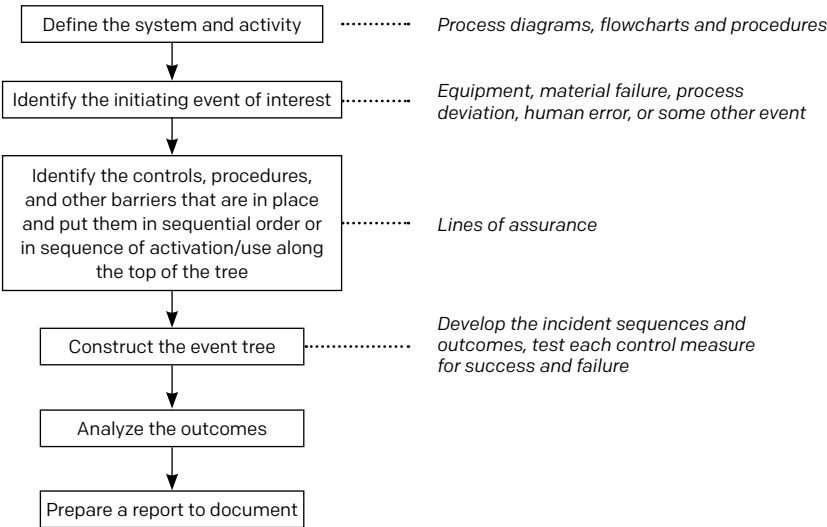 Define the system and activity
Process diagrams, flowcharts and procedures
Identify the initiating event of interest
Equipment, material failure, process
deviation, human error, or some other event
Identify the controls, procedures,
and other barriers that are in place
and put them in sequential order or
in sequence of activation/use along
the top of the tree
Lines of assurance
Construct the event tree
Develop the incident sequences and
outcomes, test each control measure
for success and failure
Analyze the outcomes
Prepare a report to document